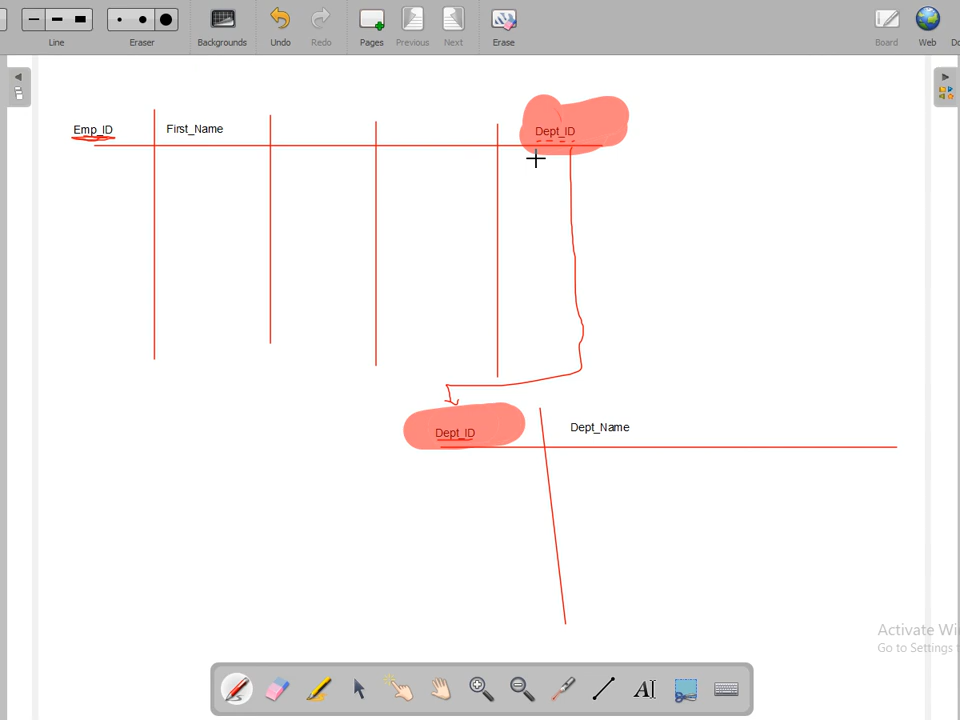 Line
Eraser
Backgrounds
Undo
Redo
Pages
Previous
Next
Erase
Board
Web
Emp_ID
First_Name
Dept_ID
Dept_ID
Dept_Name
Activate Wi
Go to Settings
A